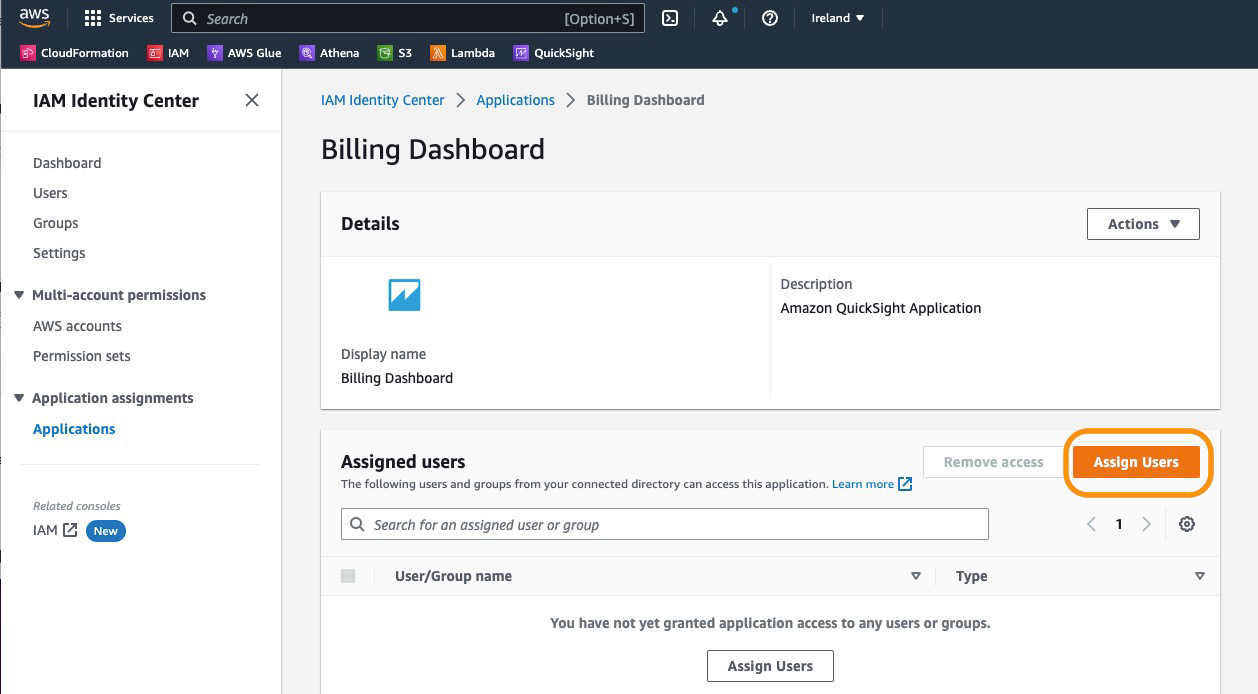 aws Services Search [Option+S] Ireland
CloudFormation IAM AWS Glue Athena S3 Lambda QuickSight
IAM Identity Center
Dashboard
Users
Groups
Settings
Multi-account permissions
AWS accounts
Permission sets
Application assignments
Applications
Related consoles
IAM New
IAM Identity Center Applications Billing Dashboard
Billing Dashboard
Details Actions
Display name
Billing Dashboard
Description
Amazon QuickSight Application
Assigned users Remove access Assign Users
The following users and groups from your connected directory can access this application. Learn more
Search for an assigned user or group 1
User/Group name Type
You have not yet granted application access to any users or groups.
Assign Users